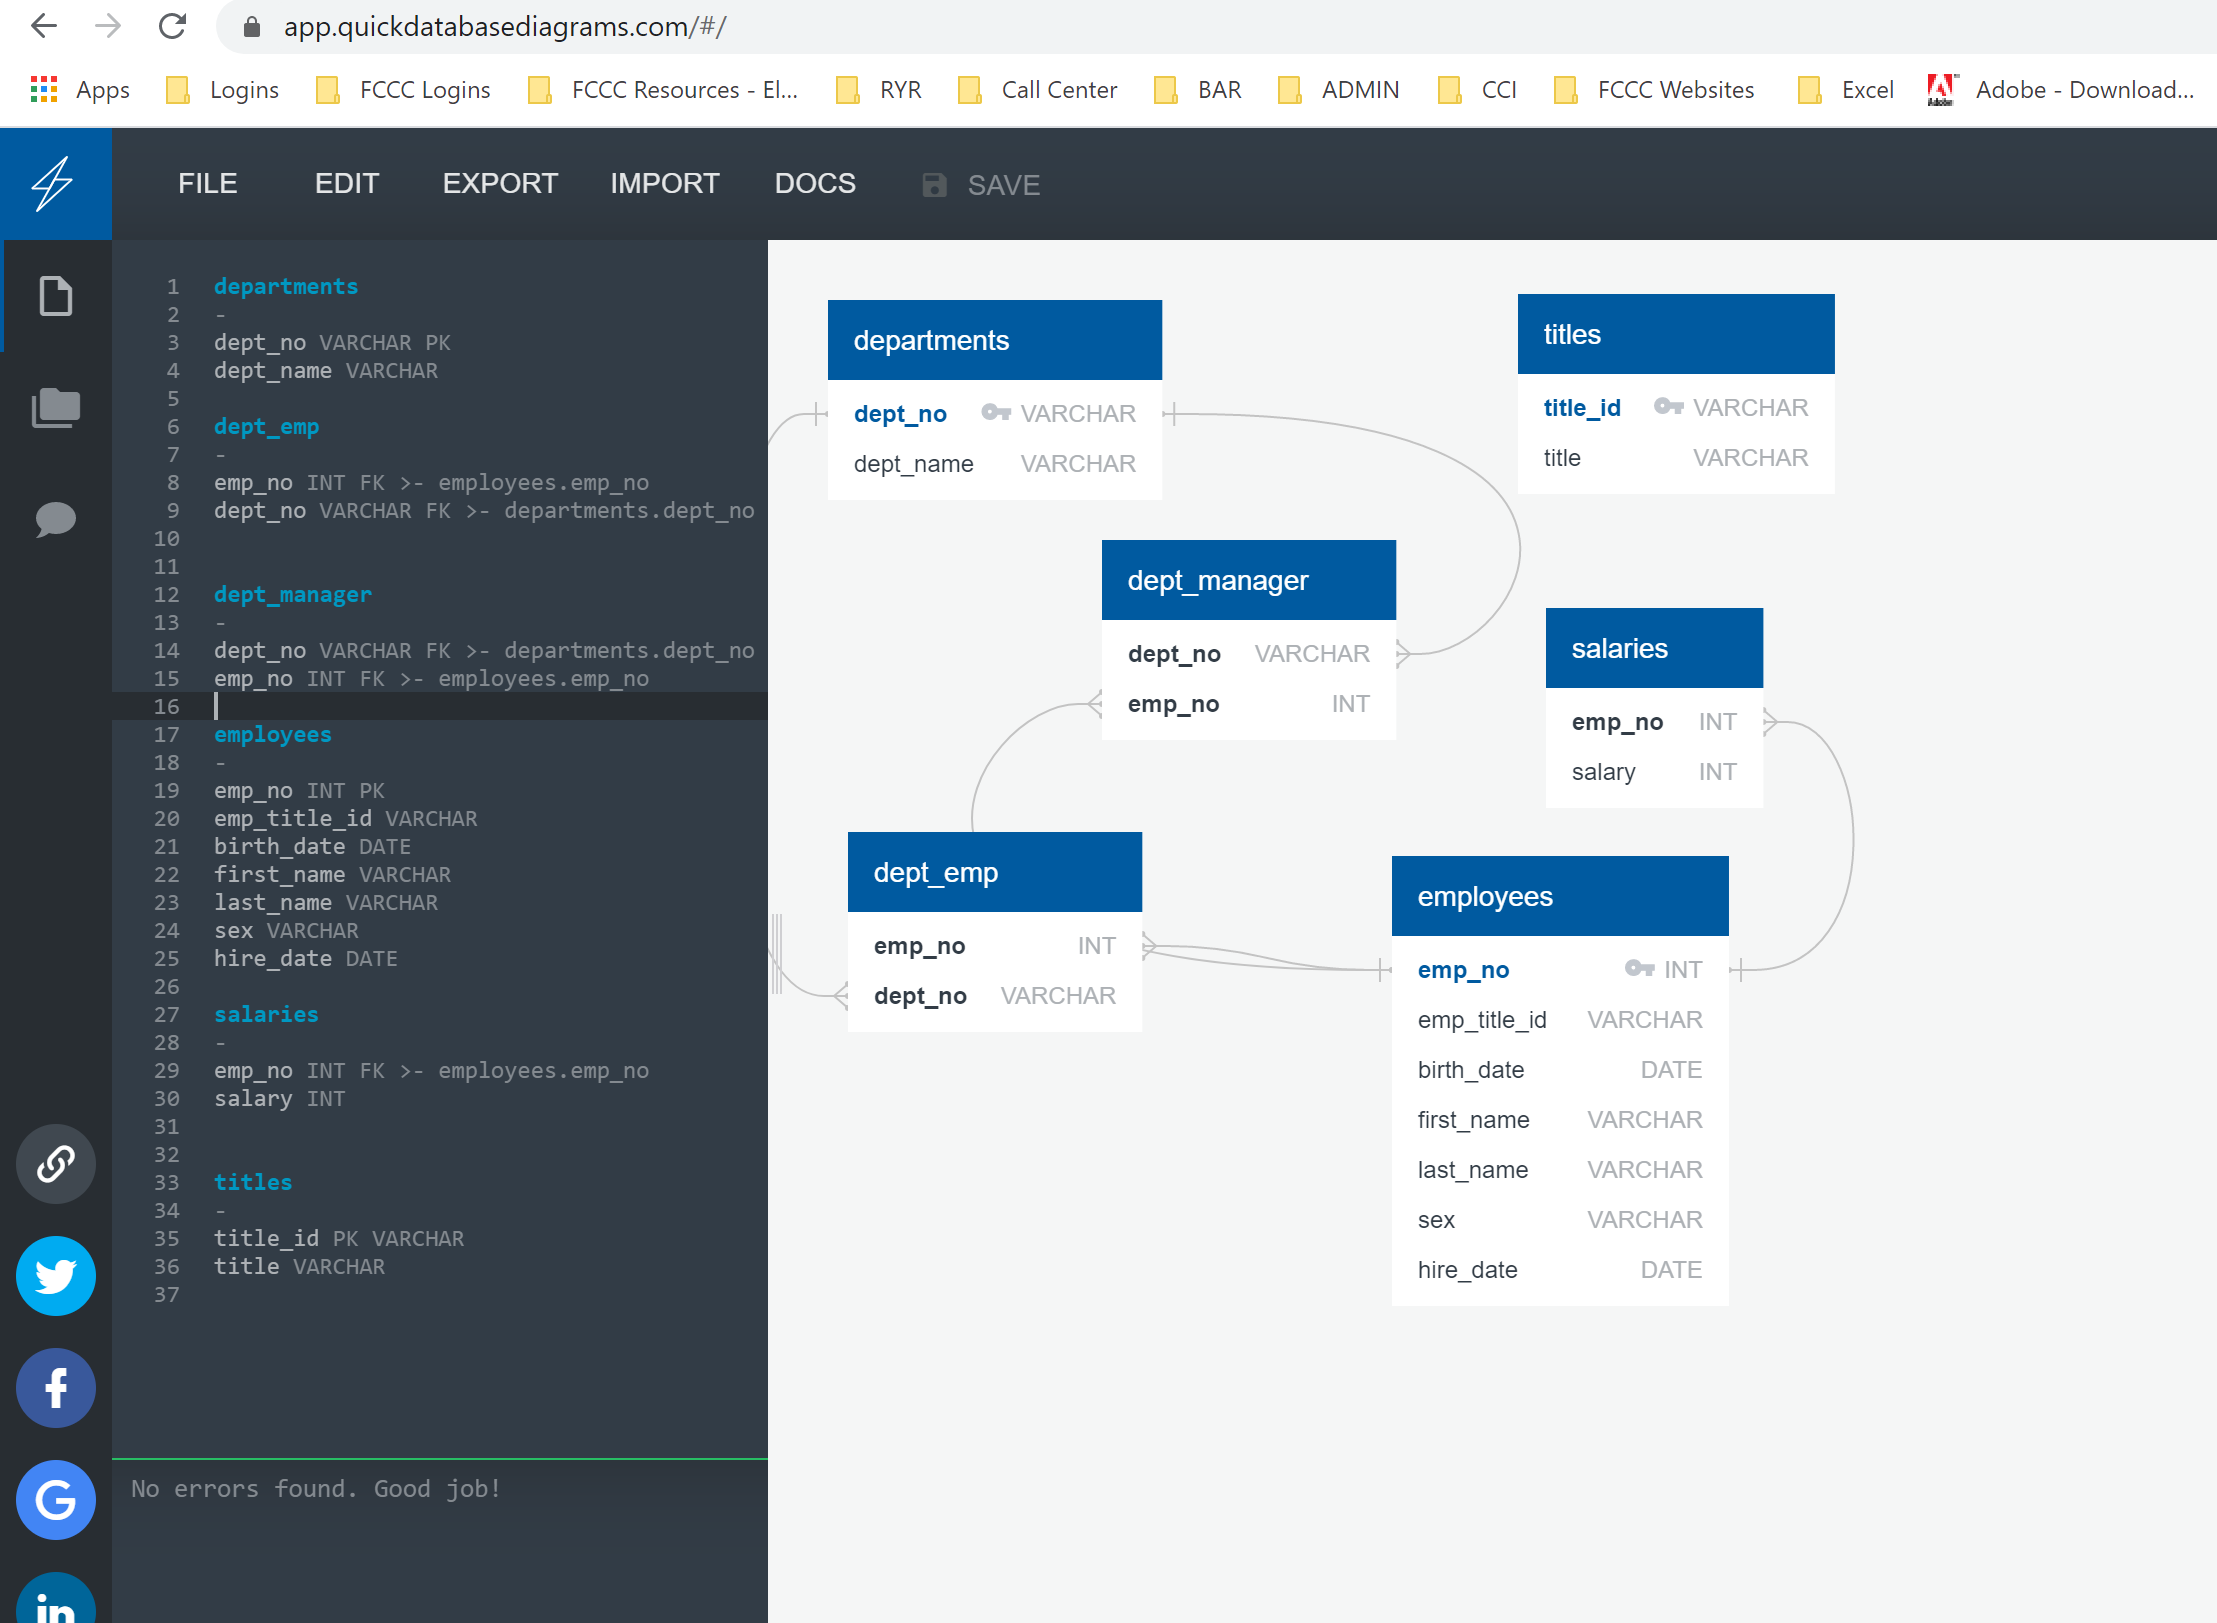 app.quickdatabasediagrams.com/#/
Apps Logins FCCC Logins FCCC Resources - El... RYR Call Center BAR ADMIN CCI FCCC Websites Excel Adobe - Download...
FILE EDIT EXPORT IMPORT DOCS SAVE
1 departments
2 -
3 dept_no VARCHAR PK
4 dept_name VARCHAR
5
6 dept_emp
7 -
8 emp_no INT FK >- employees.emp_no
9 dept_no VARCHAR FK >- departments.dept_no
10
11
12 dept_manager
13 -
14 dept_no VARCHAR FK >- departments.dept_no
15 emp_no INT FK >- employees.emp_no
16
17 employees
18 -
19 emp_no INT PK
20 emp_title_id VARCHAR
21 birth_date DATE
22 first_name VARCHAR
23 last_name VARCHAR
24 sex VARCHAR
25 hire_date DATE
26
27 salaries
28 -
29 emp_no INT FK >- employees.emp_no
30 salary INT
31
32
33 titles
34 -
35 title_id PK VARCHAR
36 title VARCHAR
37
No errors found. Good job!
departments
dept_no VARCHAR
dept_name VARCHAR
titles
title_id VARCHAR
title VARCHAR
dept_manager
dept_no VARCHAR
emp_no INT
salaries
emp_no INT
salary INT
dept_emp
emp_no INT
dept_no VARCHAR
employees
emp_no INT
emp_title_id VARCHAR
birth_date DATE
first_name VARCHAR
last_name VARCHAR
sex VARCHAR
hire_date DATE
f
G
in